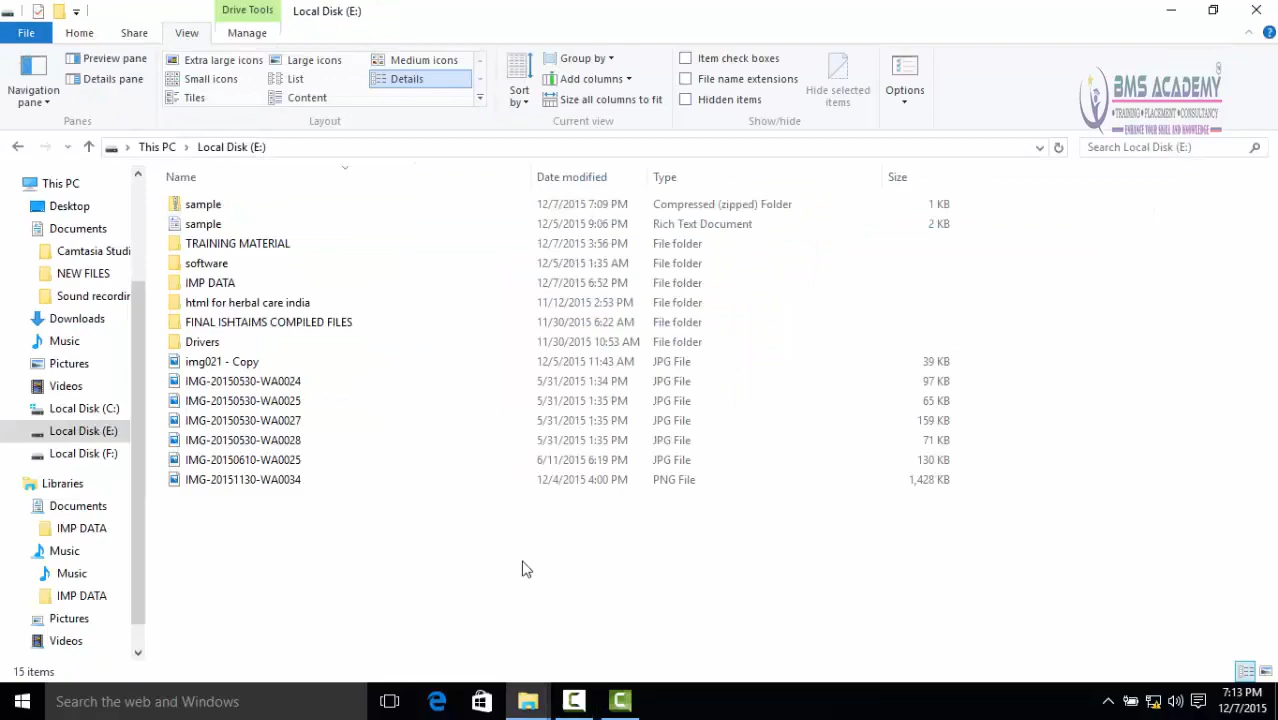 Drive Tools Local Disk (E:)
File Home Share View Manage
Navigation pane
Preview pane
Details pane
Panes
Extra large icons Large icons Medium icons
Small icons List Details
Tiles Content
Layout
Sort by
Group by
Add columns
Size all columns to fit
Current view
Item check boxes
File name extensions
Hidden items
Hide selected items
Show/hide
Options
BMS ACADEMY
TRAINING PLACEMENT CONSULTANCY
ENHANCE YOUR SKILL AND KNOWLEDGE
This PC Local Disk (E:) Search Local Disk (E:)
This PC
Desktop
Documents
Camtasia Studi
NEW FILES
Sound recordin
Downloads
Music
Pictures
Videos
Local Disk (C:)
Local Disk (E:)
Local Disk (F:)
Libraries
Documents
IMP DATA
Music
Music
IMP DATA
Pictures
Videos
Name Date modified Type Size
sample 12/7/2015 7:09 PM Compressed (zipped) Folder 1 KB
sample 12/5/2015 9:06 PM Rich Text Document 2 KB
TRAINING MATERIAL 12/7/2015 3:56 PM File folder
software 12/5/2015 1:35 AM File folder
IMP DATA 12/7/2015 6:52 PM File folder
html for herbal care india 11/12/2015 2:53 PM File folder
FINAL ISHTAIMS COMPILED FILES 11/30/2015 6:22 AM File folder
Drivers 11/30/2015 10:53 AM File folder
img021 - Copy 12/5/2015 11:43 AM JPG File 39 KB
IMG-20150530-WA0024 5/31/2015 1:34 PM JPG File 97 KB
IMG-20150530-WA0025 5/31/2015 1:35 PM JPG File 65 KB
IMG-20150530-WA0027 5/31/2015 1:35 PM JPG File 159 KB
IMG-20150530-WA0028 5/31/2015 1:35 PM JPG File 71 KB
IMG-20150610-WA0025 6/11/2015 6:19 PM JPG File 130 KB
IMG-20151130-WA0034 12/4/2015 4:00 PM PNG File 1,428 KB
15 items
Search the web and Windows
7:13 PM
12/7/2015